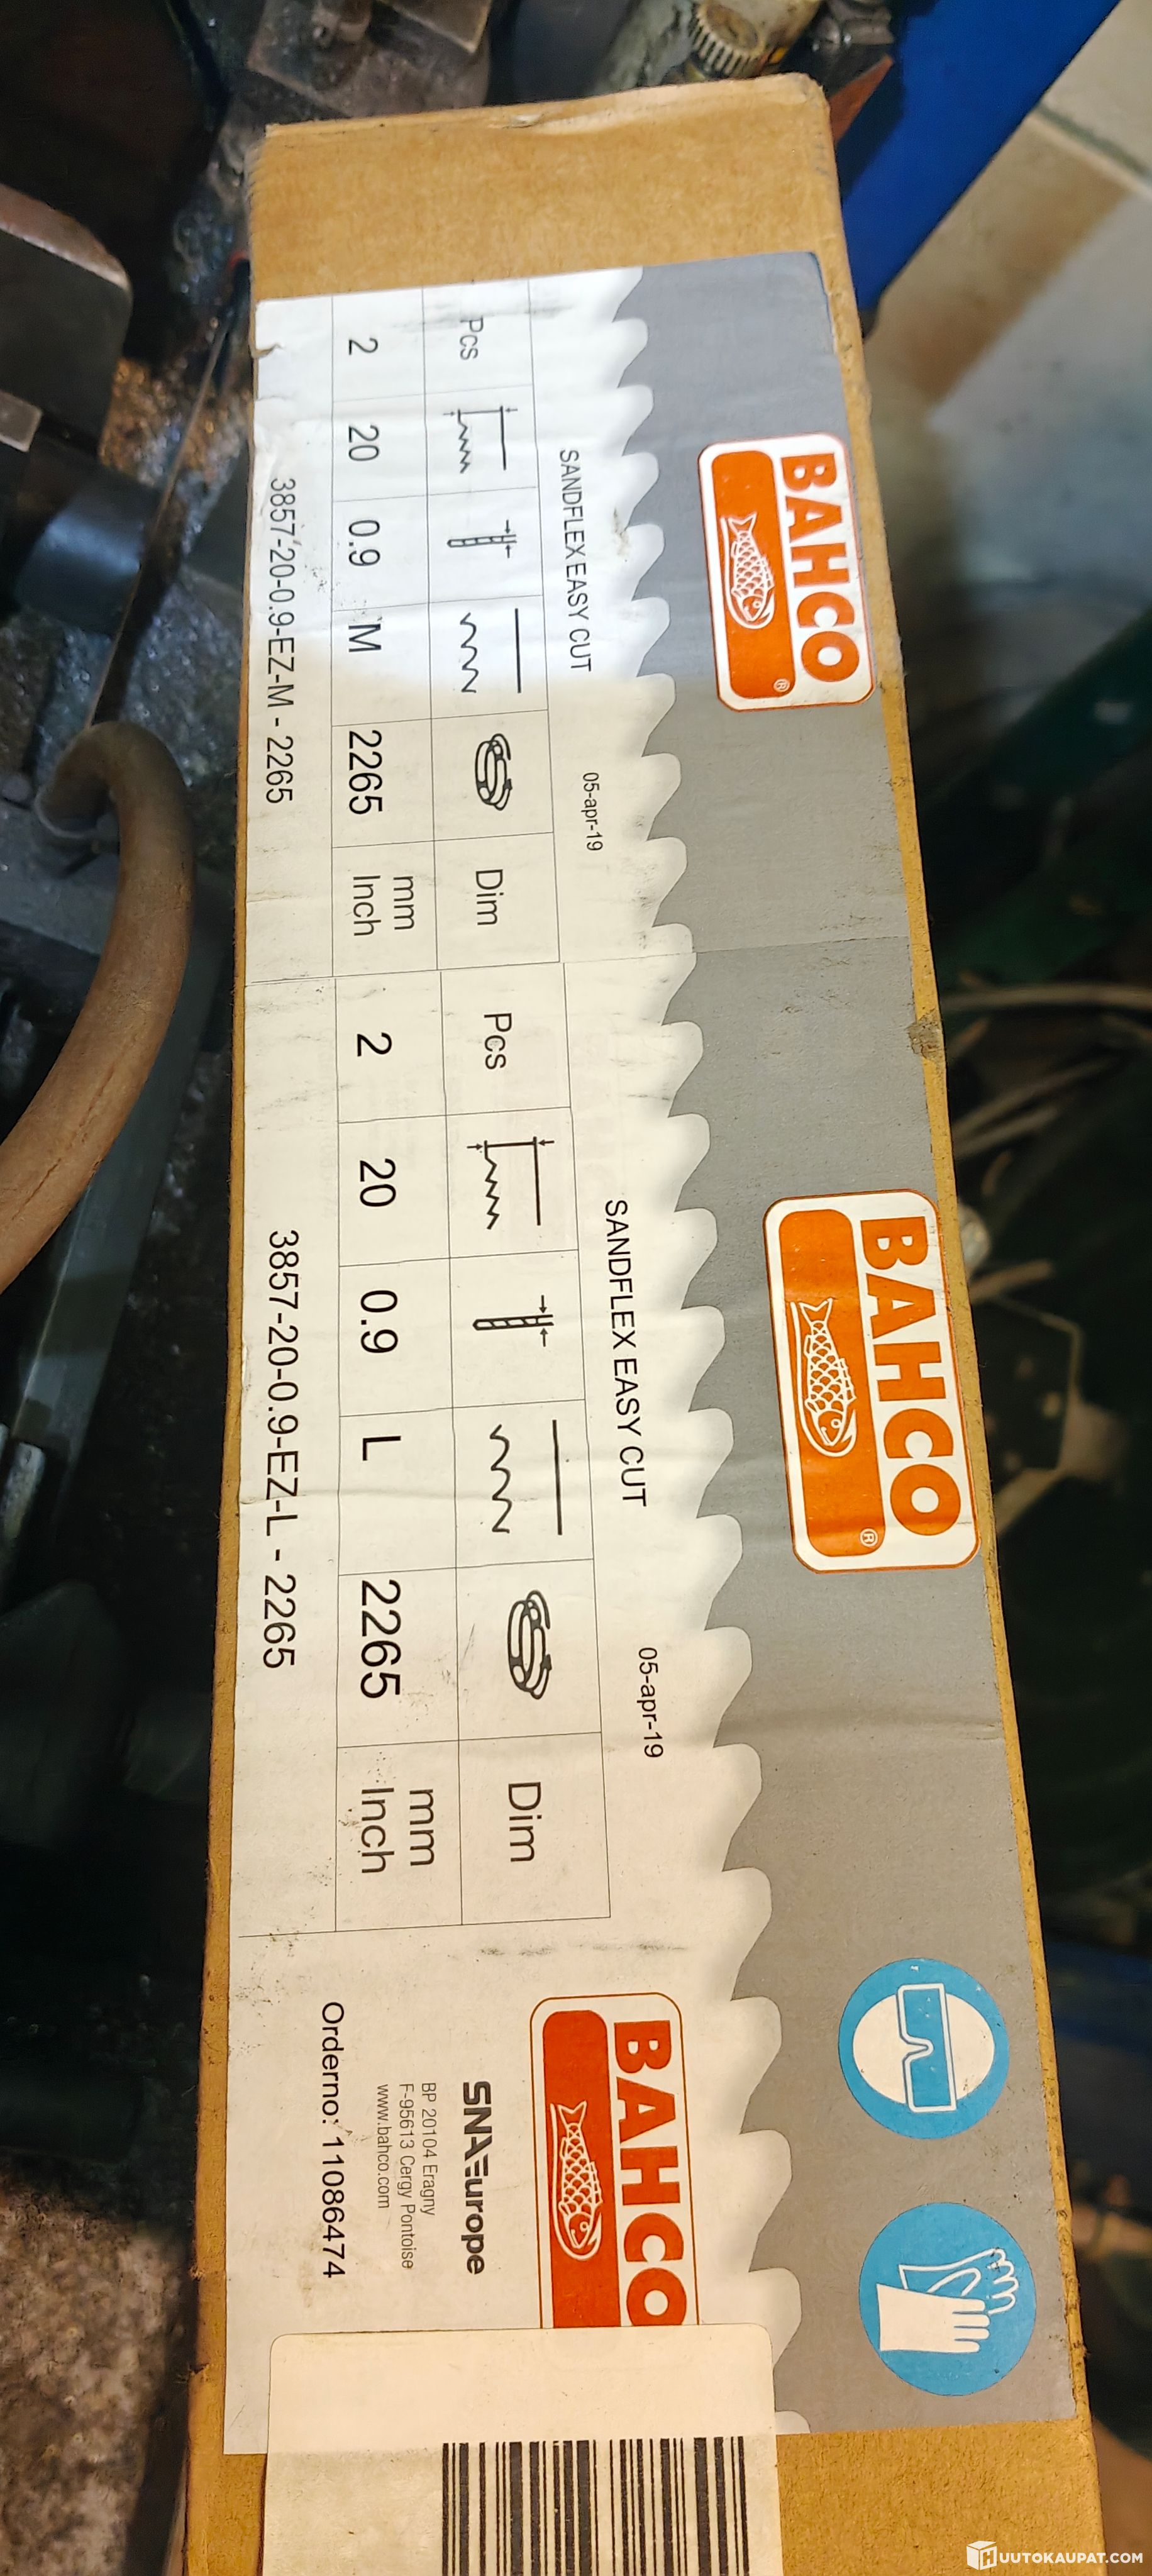 BAHCO
®
SANDFLEX EASY CUT
05-apr-19
Pcs Dim
2 20 0.9 M 2265 mm
Inch
3857-20-0.9-EZ-M - 2265
BAHCO
®
SANDFLEX EASY CUT
05-apr-19
Pcs Dim
2 20 0.9 L 2265 mm
Inch
3857-20-0.9-EZ-L - 2265
BAHCO
SNA Europe
BP 20104 Eragny
F-95613 Cergy Pontoise
www.bahco.com
Orderno: 11086474
HUUTOKAUPAT.COM